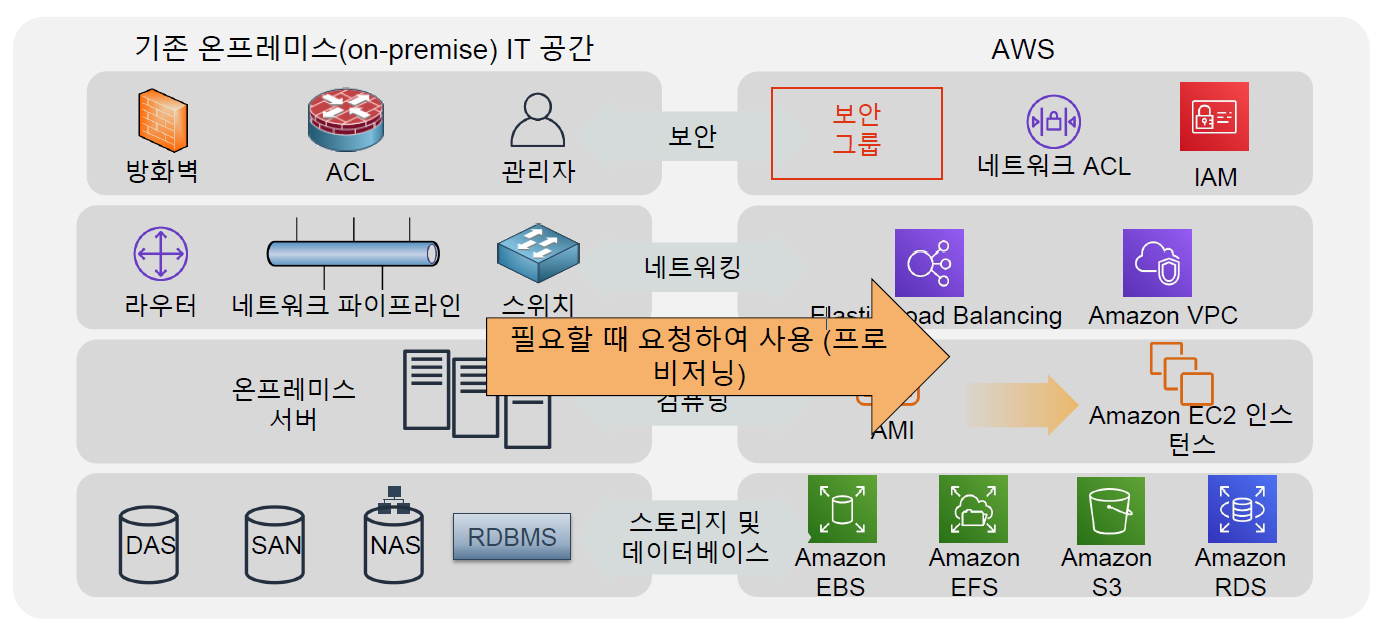 기존 온프레미스(on-premise) IT 공간
AWS
방화벽
ACL
관리자
보안
보안
그룹
네트워크 ACL
IAM
라우터
네트워크 파이프라인
스위치
네트워킹
Elastic Load Balancing
Amazon VPC
필요할 때 요청하여 사용 (프로
비저닝)
온프레미스
서버
컴퓨팅
AMI
Amazon EC2 인스
턴스
DAS
SAN
NAS
RDBMS
스토리지 및
데이터베이스
Amazon
EBS
Amazon
EFS
Amazon
S3
Amazon
RDS